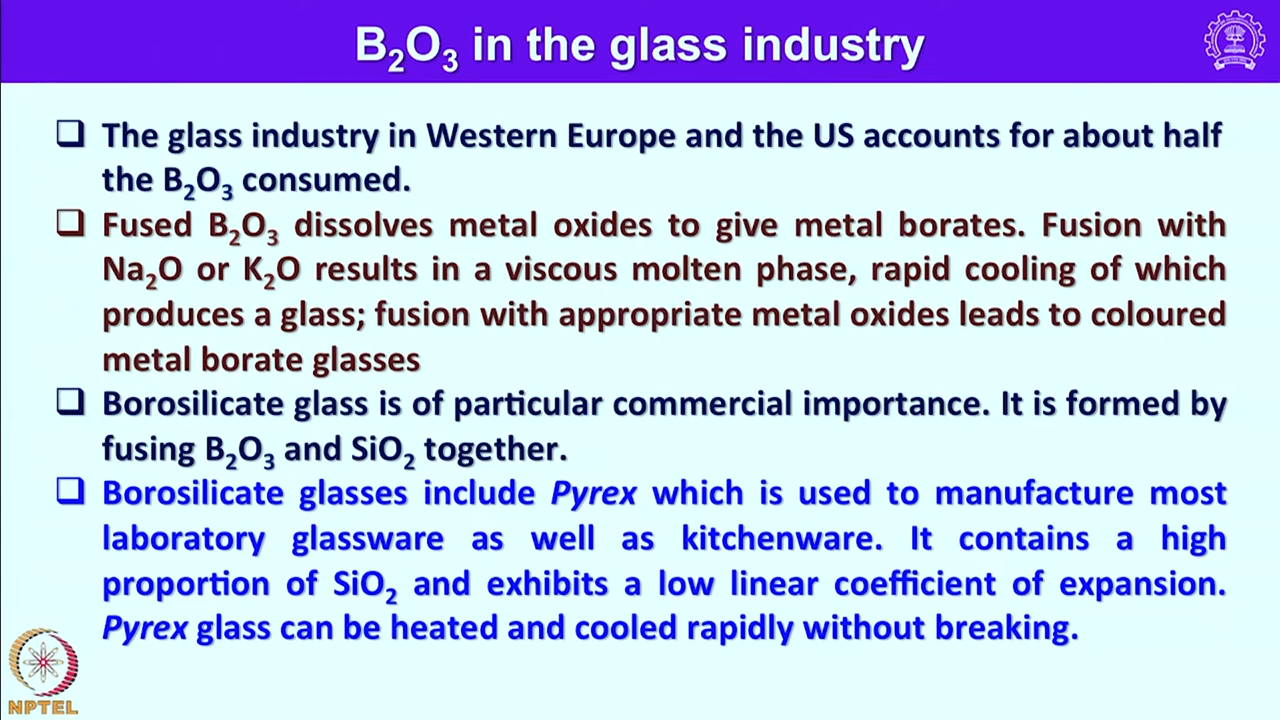 B₂O₃ in the glass industry
❑ The glass industry in Western Europe and the US accounts for about half
the B₂O₃ consumed.
❑ Fused B₂O₃ dissolves metal oxides to give metal borates. Fusion with
Na₂O or K₂O results in a viscous molten phase, rapid cooling of which
produces a glass; fusion with appropriate metal oxides leads to coloured
metal borate glasses
❑ Borosilicate glass is of particular commercial importance. It is formed by
fusing B₂O₃ and SiO₂ together.
❑ Borosilicate glasses include Pyrex which is used to manufacture most
laboratory glassware as well as kitchenware. It contains a high
proportion of SiO₂ and exhibits a low linear coefficient of expansion.
Pyrex glass can be heated and cooled rapidly without breaking.
NPTEL